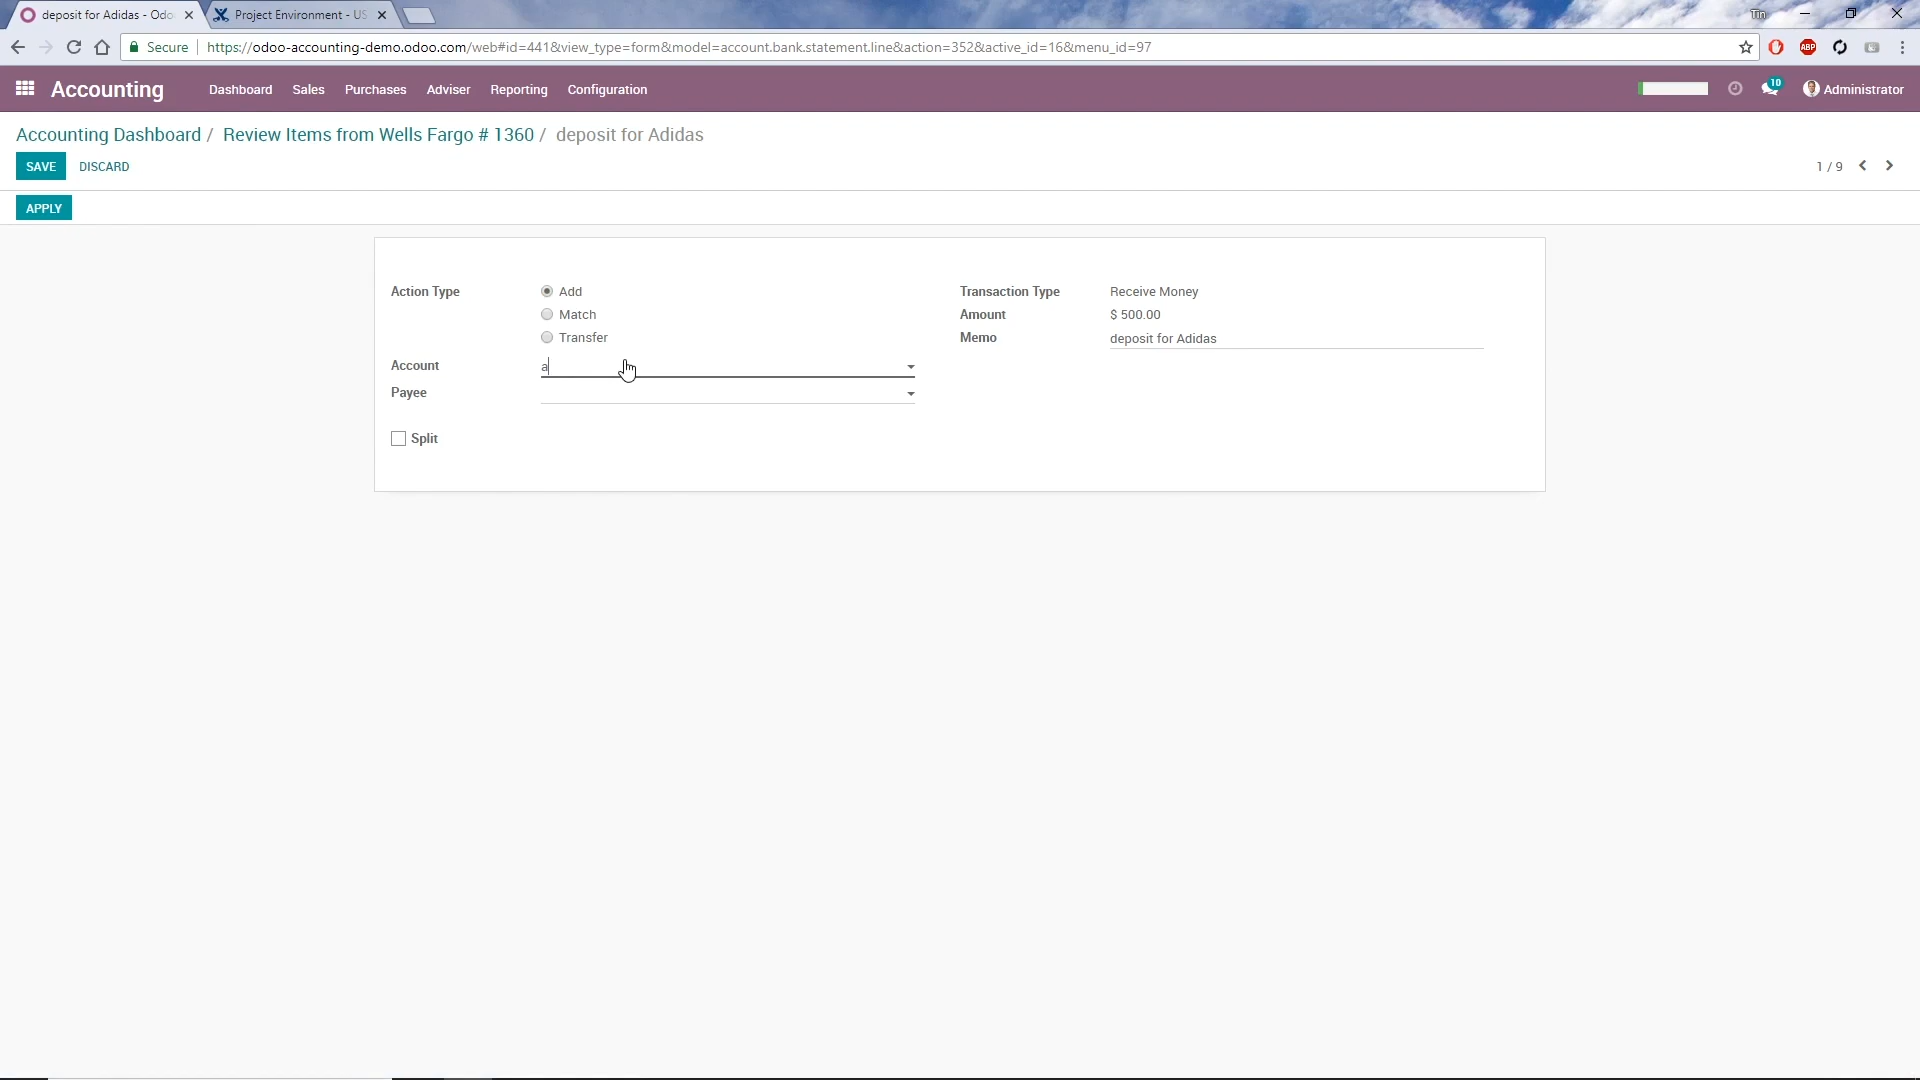 deposit for Adidas - Odo
Project Environment - US
Tin
Secure
https://odoo-accounting-demo.odoo.com/web#id=441&view_type=form&model=account.bank.statement.line&action=352&active_id=16&menu_id=97
ABP
Accounting
Dashboard
Sales
Purchases
Adviser
Reporting
Configuration
10
Administrator
Accounting Dashboard / Review Items from Wells Fargo # 1360 / deposit for Adidas
SAVE
DISCARD
1 / 9
APPLY
Action Type
Add
Match
Transfer
Account
a
Payee
Split
Transaction Type
Receive Money
Amount
$ 500.00
Memo
deposit for Adidas